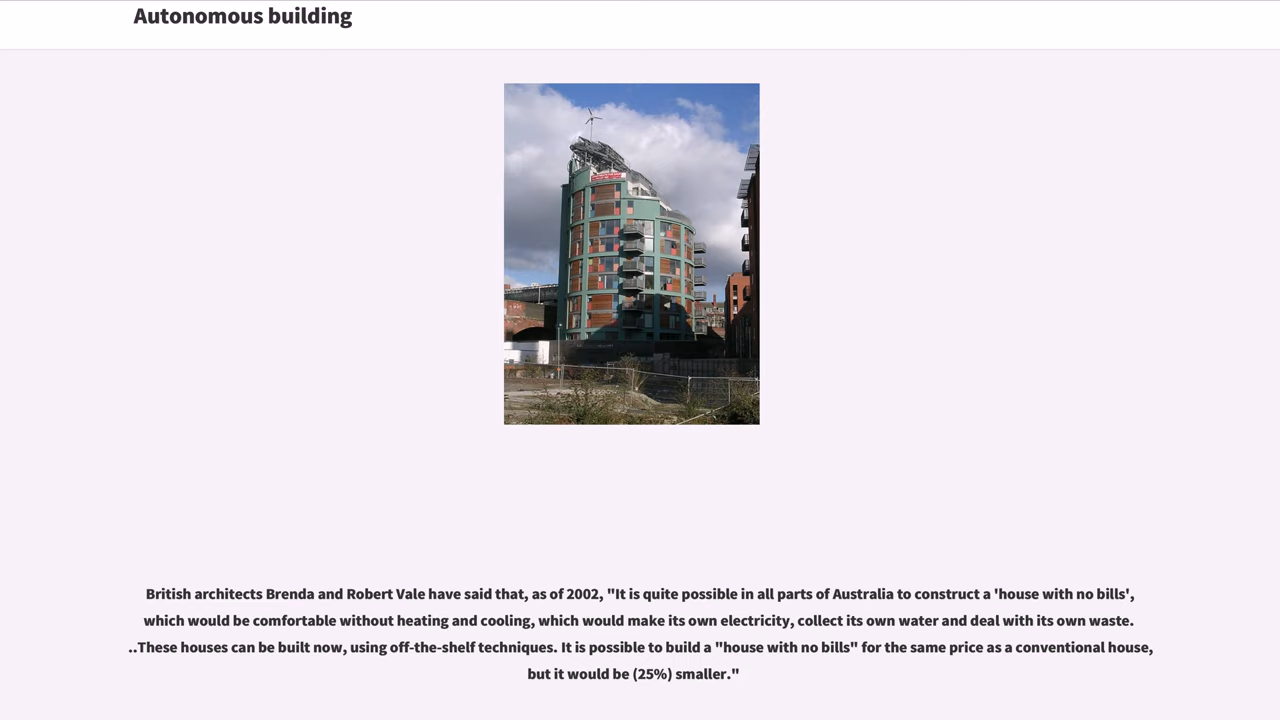 Autonomous building
British architects Brenda and Robert Vale have said that, as of 2002, "It is quite possible in all parts of Australia to construct a 'house with no bills',
which would be comfortable without heating and cooling, which would make its own electricity, collect its own water and deal with its own waste.
..These houses can be built now, using off-the-shelf techniques. It is possible to build a "house with no bills" for the same price as a conventional house,
but it would be (25%) smaller."